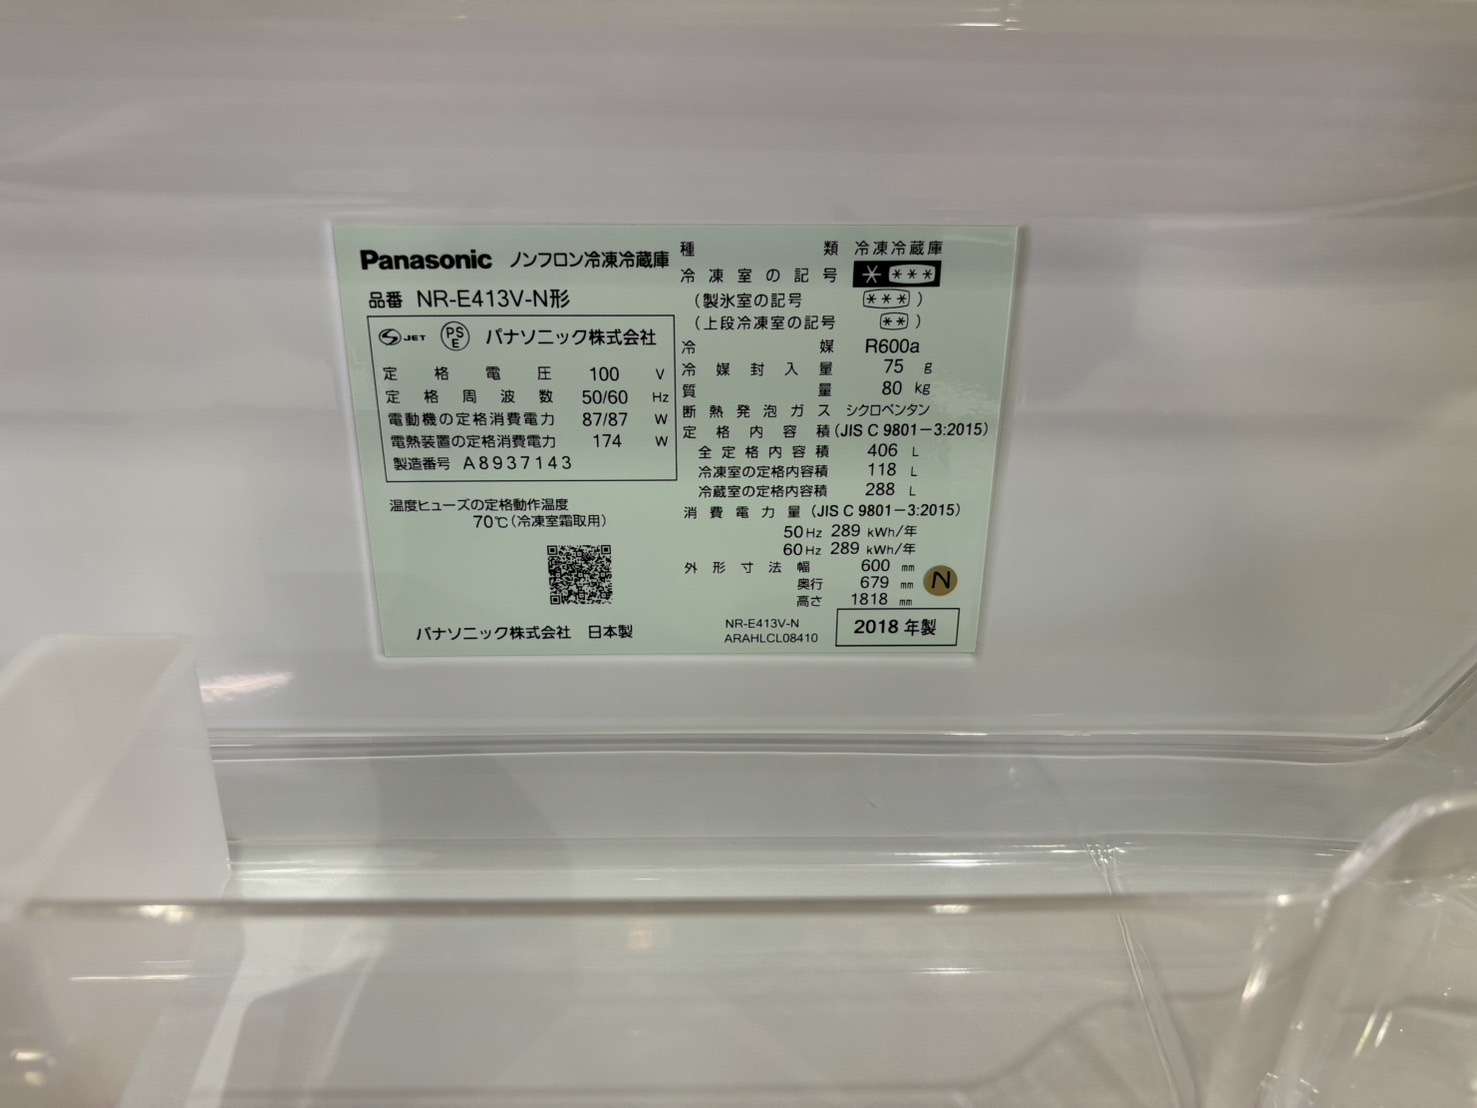 Panasonic ノンフロン冷凍冷蔵庫
品番 NR-E413V-N形
S JET PSE パナソニック株式会社
定格電圧 100 V
定格周波数 50/60 Hz
電動機の定格消費電力 87/87 W
電熱装置の定格消費電力 174 W
製造番号 A8937143
温度ヒューズの定格動作温度
70℃(冷凍室霜取用)
パナソニック株式会社 日本製
種類 冷凍冷蔵庫
冷凍室の記号 * ***
(製氷室の記号 ***)
(上段冷凍室の記号 **)
冷媒 R600a
冷媒封入量 75 g
質量 80 kg
断熱発泡ガス シクロペンタン
定格内容積(JIS C 9801-3:2015)
全定格内容積 406 L
冷凍室の定格内容積 118 L
冷蔵室の定格内容積 288 L
消費電力量(JIS C 9801-3:2015)
50Hz 289 kWh/年
60Hz 289 kWh/年
外形寸法 幅 600 mm
奥行 679 mm
高さ 1818 mm
N
NR-E413V-N
ARAHLCL08410
2018年製